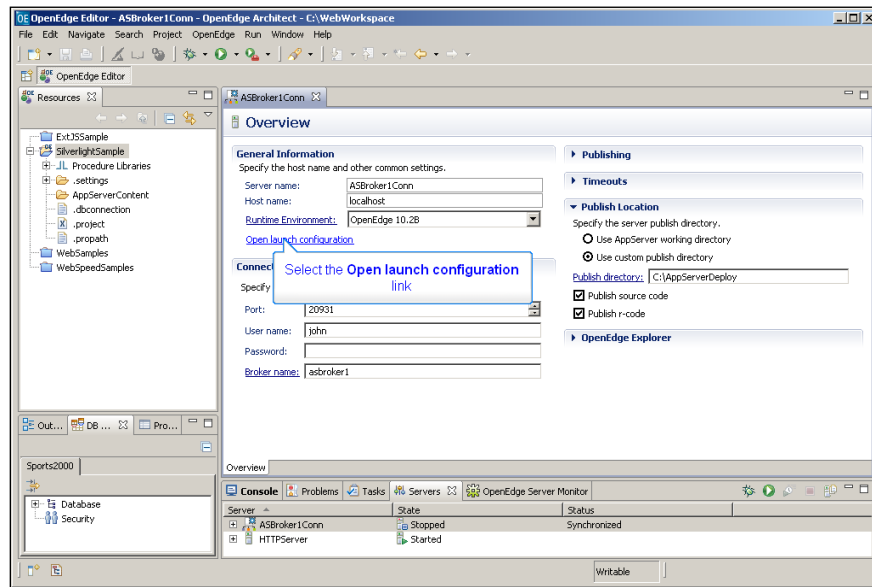 OpenEdge Editor - ASBroker1Conn - OpenEdge Architect - C:\WebWorkspace
File Edit Navigate Search Project OpenEdge Run Window Help
OpenEdge Editor
Resources
ExtJSSample
SilverlightSample
JL Procedure Libraries
.settings
AppServerContent
.dbconnection
.project
.propath
WebSamples
WebSpeedSamples
ASBroker1Conn
Overview
General Information
Specify the host name and other common settings.
Server name: ASBroker1Conn
Host name: localhost
Runtime Environment: OpenEdge 10.2B
Open launch configuration
Select the Open launch configuration link
Connec
Specify
Port: 20931
User name: john
Password:
Broker name: asbroker1
Publishing
Timeouts
Publish Location
Specify the server publish directory.
Use AppServer working directory
Use custom publish directory
Publish directory: C:\AppServerDeploy
Publish source code
Publish r-code
OpenEdge Explorer
Overview
Out... DB ... Pro...
Sports2000
Database
Security
Console Problems Tasks Servers OpenEdge Server Monitor
Server State Status
ASBroker1Conn Stopped Synchronized
HTTPServer Started
Writable